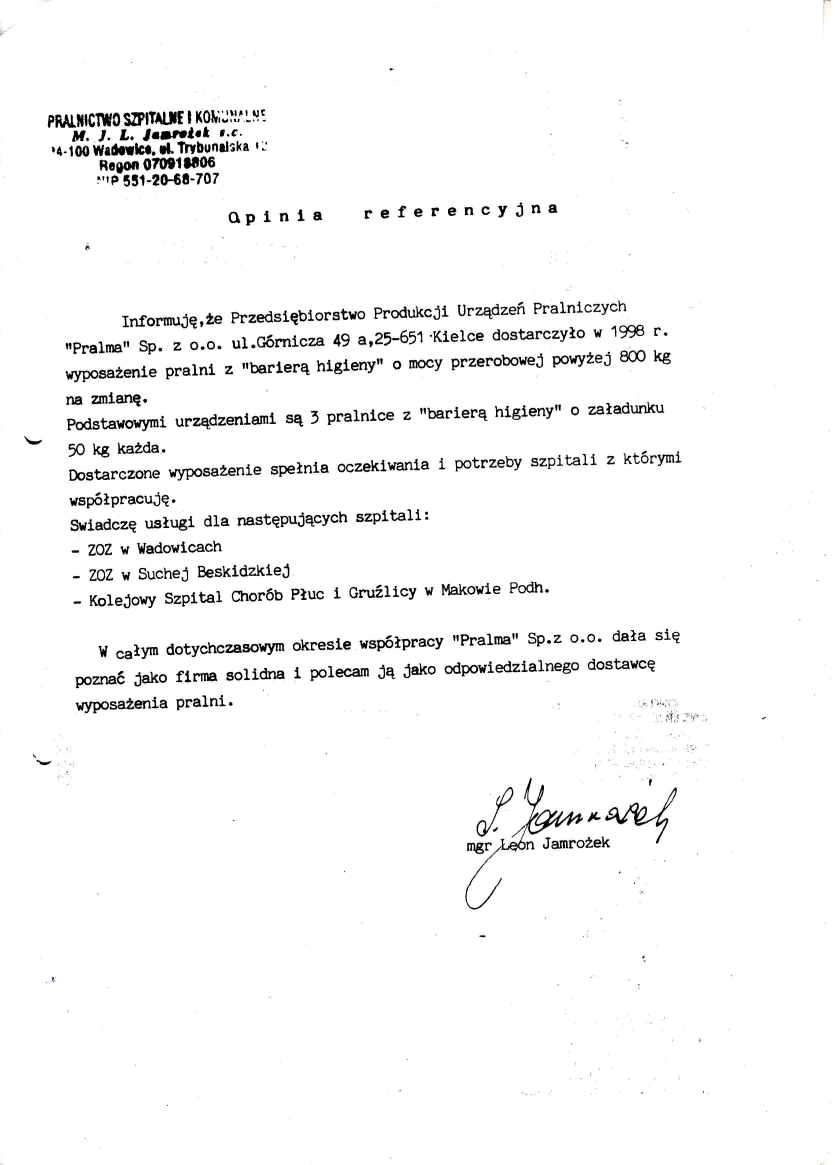 PRALNICTWO SZPITALNE I KOMUNALNE
M. J. L. Jamrożek s.c.
34-100 Wadowice, ul. Trybunalska 12
Regon 070918806
NIP 551-20-68-707
Opinia referencyjna
Informuję,że Przedsiębiorstwo Produkcji Urządzeń Pralniczych
"Pralma" Sp. z o.o. ul.Górnicza 49 a,25-651 Kielce dostarczyło w 1998 r.
wyposażenie pralni z "barierą higieny" o mocy przerobowej powyżej 800 kg
na zmianę.
Podstawowymi urządzeniami są 3 pralnice z "barierą higieny" o załadunku
50 kg każda.
Dostarczone wyposażenie spełnia oczekiwania i potrzeby szpitali z którymi
współpracuję.
Swiadczę usługi dla następujących szpitali:
- ZOZ w Wadowicach
- ZOZ w Suchej Beskidzkiej
- Kolejowy Szpital Chorób Płuc i Gruźlicy w Makowie Podh.
W całym dotychczasowym okresie współpracy "Pralma" Sp.z o.o. dała się
poznać jako firma solidna i polecam ją jako odpowiedzialnego dostawcę
wyposażenia pralni.
L. Jamrożek
mgr Leon Jamrożek